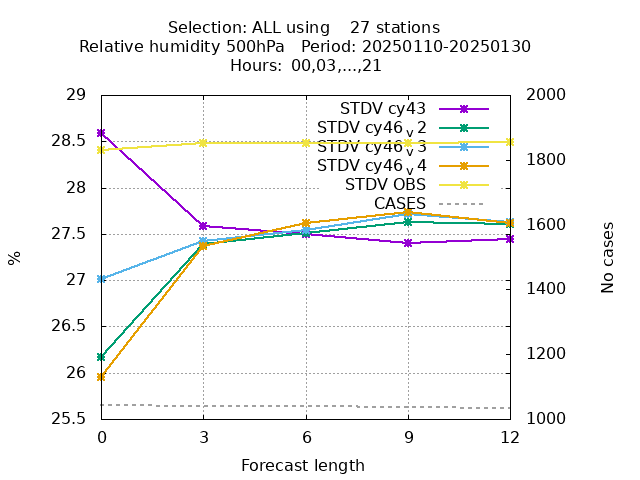 Selection: ALL using    27 stations
Relative humidity 500hPa   Period: 20250110-20250130
Hours:  00,03,...,21
29
28.5
28
27.5
27
26.5
26
25.5
2000
1800
1600
1400
1200
1000
STDV cy43
STDV cy46 v 2
STDV cy46 v 3
STDV cy46 v 4
STDV OBS
CASES
%
No cases
0 3 6 9 12
Forecast length